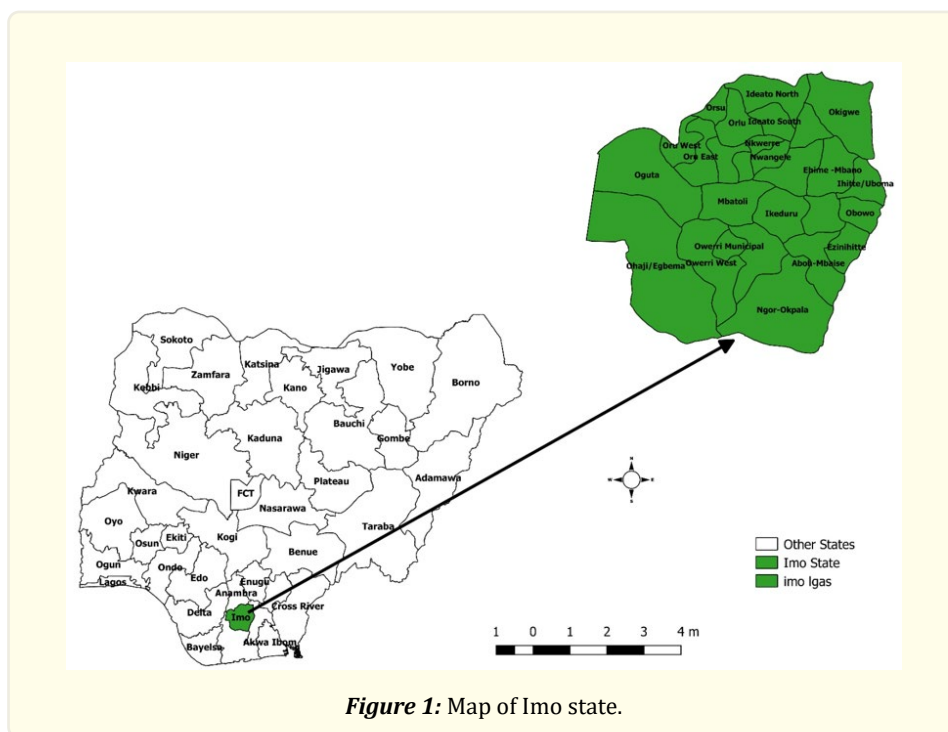 Ideato North
Orsu
Okigwe
Orlu
Ideato South
Oru West
Nkwerre
Oru East
Nwangele
Ehime -Mbano
Oguta
Ihitte/Uboma
Mbatoli
Ikeduru
Obowo
Owerri Municipal
Ezinihitte
Ohaji/Egbema
Owerri West
Aboh-Mbaise
Ngor-Okpala
Sokoto
Katsina
Yobe
Zamfara
Jigawa
Borno
Kebbi
Kano
Bauchi
Kaduna
Gombe
Niger
Adamawa
Plateau
Kwara
FCT
Nasarawa
Oyo
Taraba
Osun
Ekiti
Kogi
Benue
Ogun
Ondo
Lagos
Edo
Enugu
Anambra
Cross River
Delta
Imo
Bayelsa
Akwa Ibom
N
W
E
S
Other States
Imo State
imo lgas
1 0 1 2 3 4 m
Figure 1: Map of Imo state.